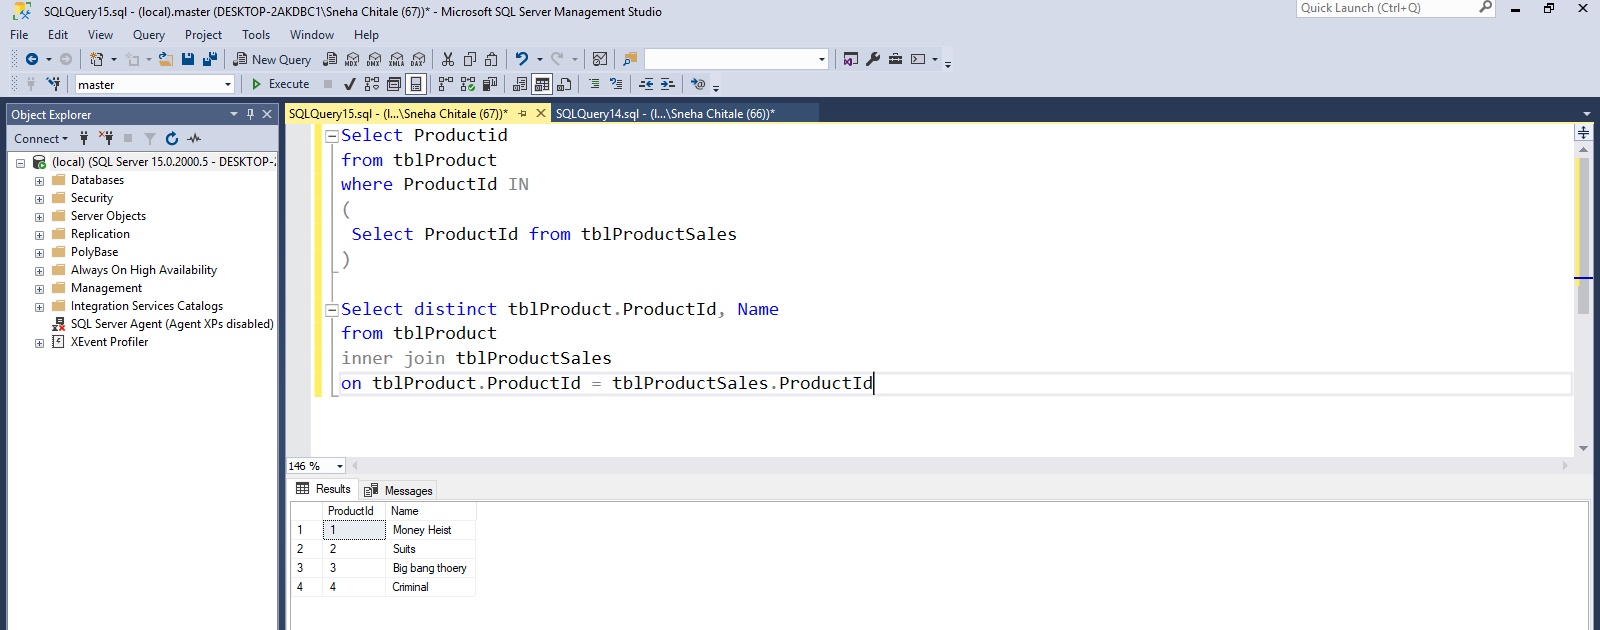 SQLQuery15.sql - (local).master (DESKTOP-2AKDBC1\Sneha Chitale (67))* - Microsoft SQL Server Management Studio
Quick Launch (Ctrl+Q)
File Edit View Query Project Tools Window Help
New Query
MDX DMX XMLA DAX
master
Execute
Object Explorer
Connect
(local) (SQL Server 15.0.2000.5 - DESKTOP-2
Databases
Security
Server Objects
Replication
PolyBase
Always On High Availability
Management
Integration Services Catalogs
SQL Server Agent (Agent XPs disabled)
XEvent Profiler
SQLQuery15.sql - (l...\Sneha Chitale (67))*
SQLQuery14.sql - (l...\Sneha Chitale (66))*
Select Productid
from tblProduct
where ProductId IN
(
Select ProductId from tblProductSales
)
Select distinct tblProduct.ProductId, Name
from tblProduct
inner join tblProductSales
on tblProduct.ProductId = tblProductSales.ProductId
146 %
Results Messages
ProductId Name
1 1 Money Heist
2 2 Suits
3 3 Big bang thoery
4 4 Criminal